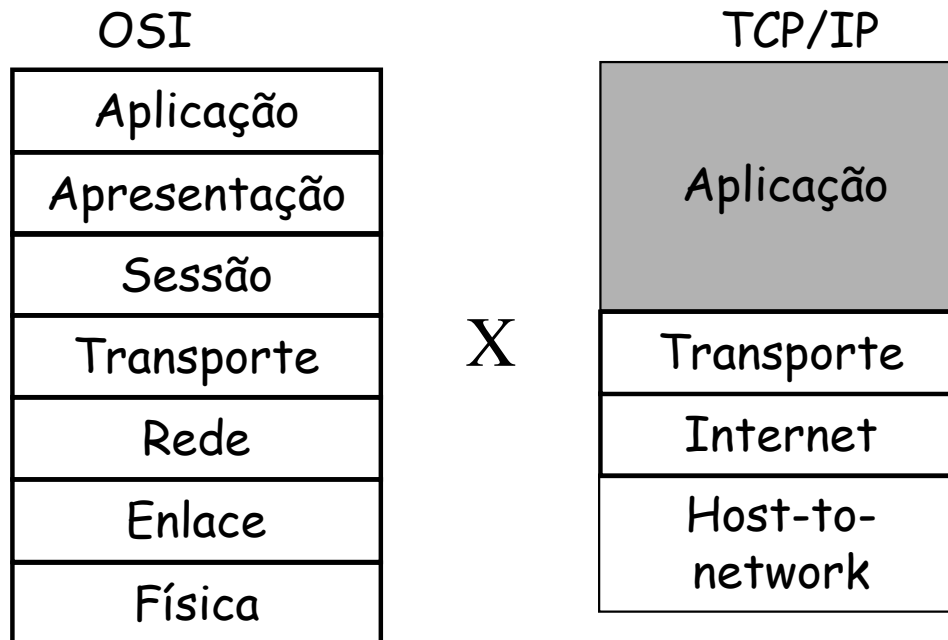 OSI
Aplicação
Apresentação
Sessão
Transporte
Rede
Enlace
Física
X
TCP/IP
Aplicação
Transporte
Internet
Host-to-
network